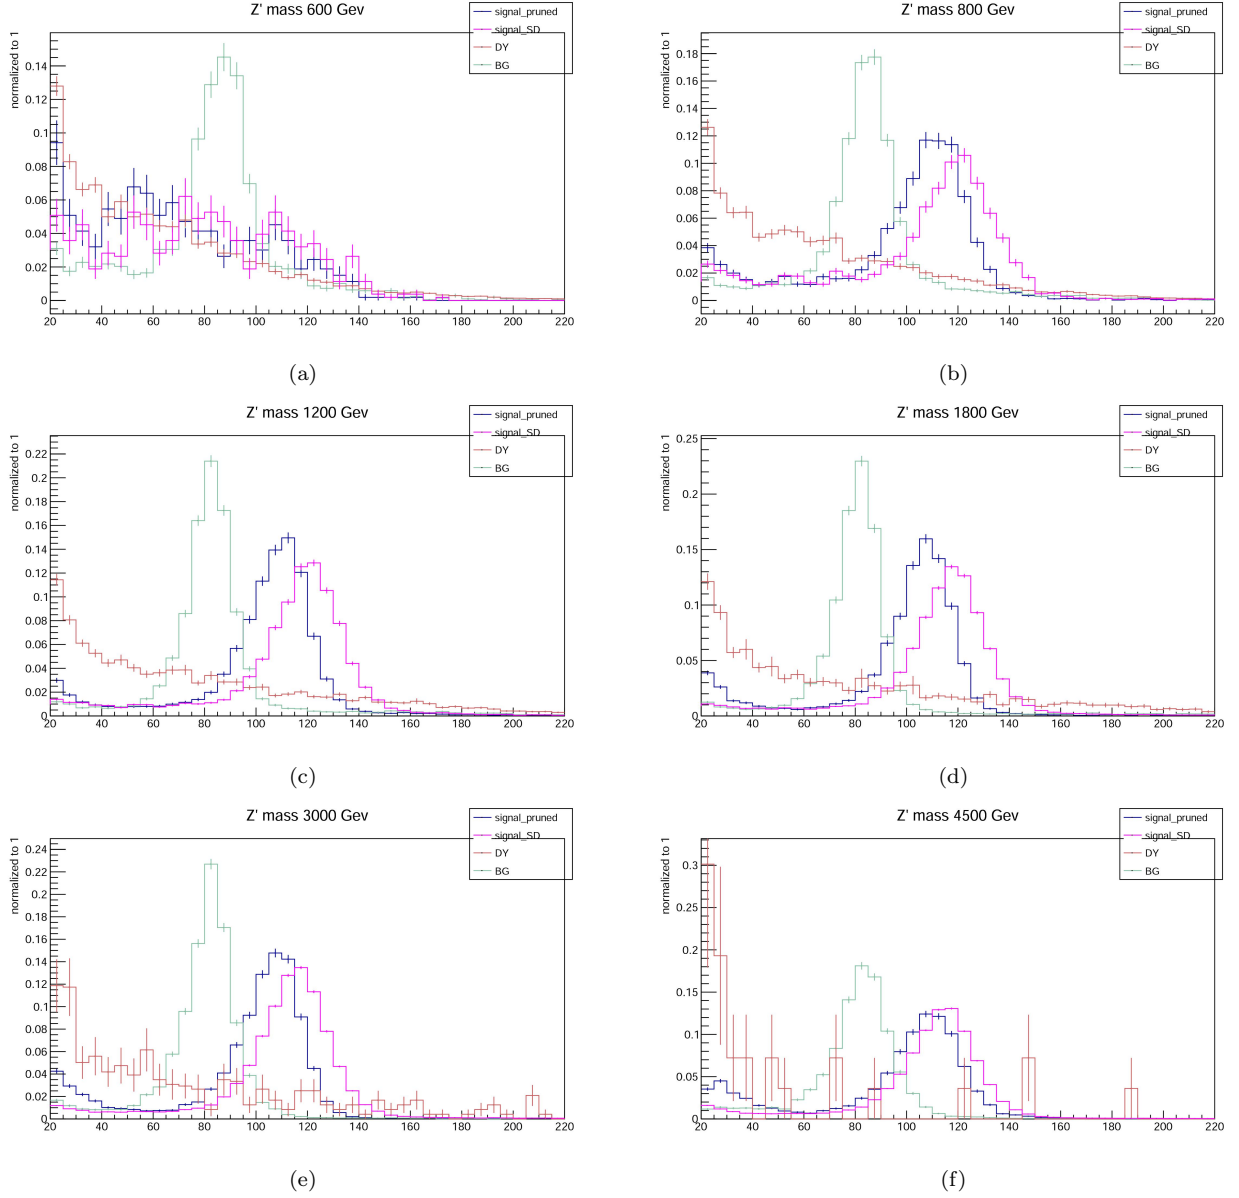 Z' mass 600 Gev
normalized to 1
signal_pruned
signal_SD
DY
BG
0.14
0.12
0.1
0.08
0.06
0.04
0.02
0
20 40 60 80 100 120 140 160 180 200 220
(a)
Z' mass 800 Gev
normalized to 1
signal_pruned
signal_SD
DY
BG
0.18
0.16
0.14
0.12
0.1
0.08
0.06
0.04
0.02
0
20 40 60 80 100 120 140 160 180 200 220
(b)
Z' mass 1200 Gev
normalized to 1
signal_pruned
signal_SD
DY
BG
0.22
0.2
0.18
0.16
0.14
0.12
0.1
0.08
0.06
0.04
0.02
0
20 40 60 80 100 120 140 160 180 200 220
(c)
Z' mass 1800 Gev
normalized to 1
signal_pruned
signal_SD
DY
BG
0.25
0.2
0.15
0.1
0.05
0
20 40 60 80 100 120 140 160 180 200 220
(d)
Z' mass 3000 Gev
normalized to 1
signal_pruned
signal_SD
DY
BG
0.24
0.22
0.2
0.18
0.16
0.14
0.12
0.1
0.08
0.06
0.04
0.02
0
20 40 60 80 100 120 140 160 180 200 220
(e)
Z' mass 4500 Gev
normalized to 1
signal_pruned
signal_SD
DY
BG
0.3
0.25
0.2
0.15
0.1
0.05
0
20 40 60 80 100 120 140 160 180 200 220
(f)